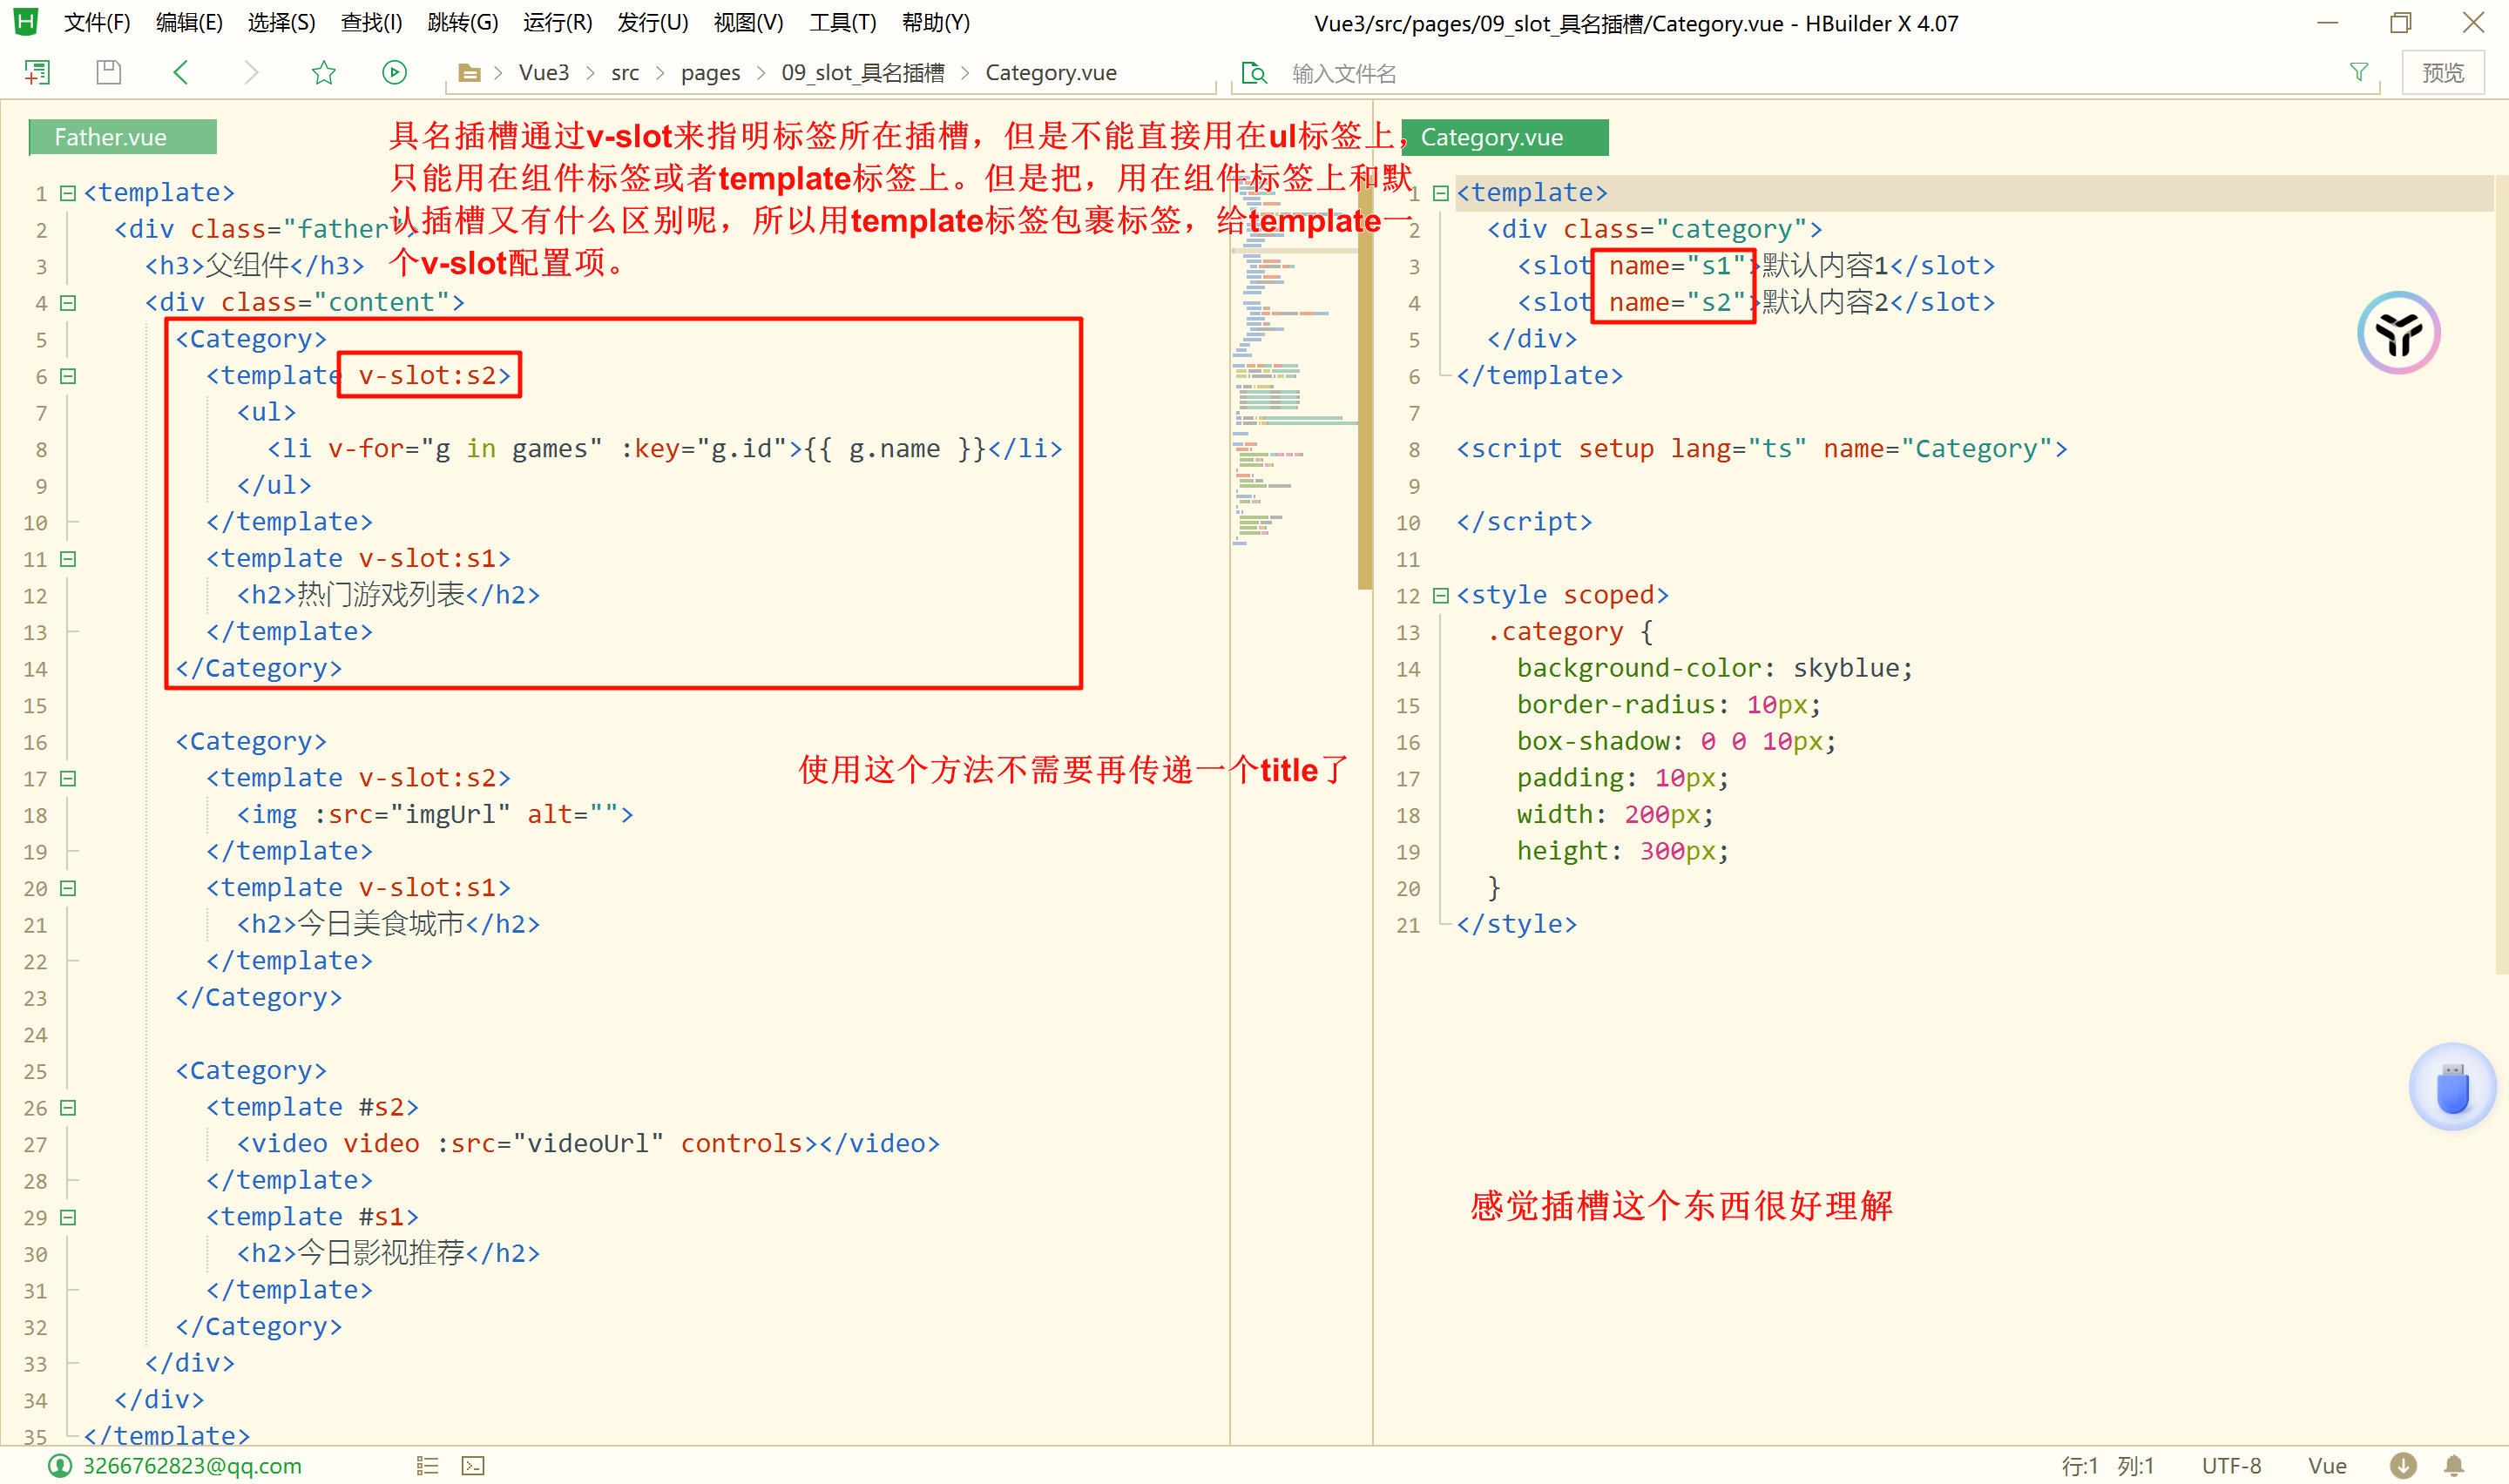 文件(F) 编辑(E) 选择(S) 查找(I) 跳转(G) 运行(R) 发行(U) 视图(V) 工具(T) 帮助(Y) Vue3/src/pages/09_slot_具名插槽/Category.vue - HBuilder X 4.07
Vue3 src pages 09_slot_具名插槽 Category.vue 输入文件名 预览
Father.vue
具名插槽通过v-slot来指明标签所在插槽，但是不能直接用在ul标签上，
只能用在组件标签或者template标签上。但是把，用在组件标签上和默
认插槽又有什么区别呢，所以用template标签包裹标签，给template一
个v-slot配置项。
1 <template>
2 <div class="father">
3 <h3>父组件</h3>
4 <div class="content">
5 <Category>
6 <template v-slot:s2>
7 <ul>
8 <li v-for="g in games" :key="g.id">{{ g.name }}</li>
9 </ul>
10 </template>
11 <template v-slot:s1>
12 <h2>热门游戏列表</h2>
13 </template>
14 </Category>
15
16 <Category>
17 <template v-slot:s2>
使用这个方法不需要再传递一个title了
18 <img :src="imgUrl" alt="">
19 </template>
20 <template v-slot:s1>
21 <h2>今日美食城市</h2>
22 </template>
23 </Category>
24
25 <Category>
26 <template #s2>
27 <video video :src="videoUrl" controls></video>
28 </template>
29 <template #s1>
30 <h2>今日影视推荐</h2>
31 </template>
32 </Category>
33 </div>
34 </div>
35 </template>
Category.vue
1 <template>
2 <div class="category">
3 <slot name="s1">默认内容1</slot>
4 <slot name="s2">默认内容2</slot>
5 </div>
6 </template>
7
8 <script setup lang="ts" name="Category">
9
10 </script>
11
12 <style scoped>
13 .category {
14 background-color: skyblue;
15 border-radius: 10px;
16 box-shadow: 0 0 10px;
17 padding: 10px;
18 width: 200px;
19 height: 300px;
20 }
21 </style>
感觉插槽这个东西很好理解
3266762823@qq.com 行:1 列:1 UTF-8 Vue